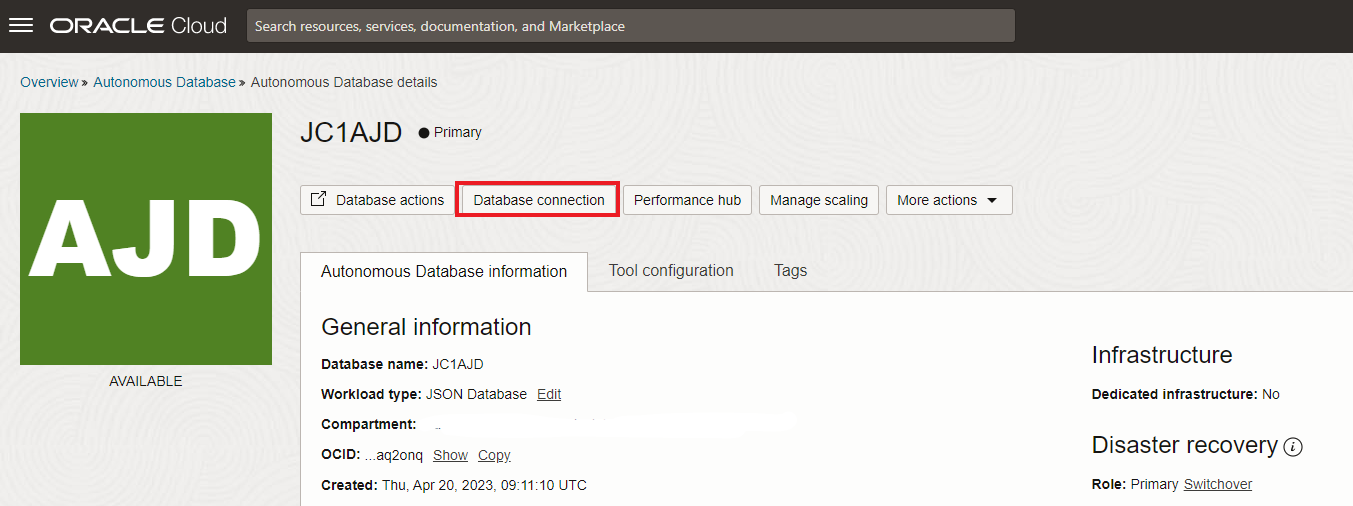 ORACLE Cloud Search resources, services, documentation, and Marketplace
Overview » Autonomous Database » Autonomous Database details
AJD
AVAILABLE
JC1AJD Primary
Database actions Database connection Performance hub Manage scaling More actions
Autonomous Database information Tool configuration Tags
General information
Database name: JC1AJD
Workload type: JSON Database Edit
Compartment:
OCID: ...aq2onq Show Copy
Created: Thu, Apr 20, 2023, 09:11:10 UTC
Infrastructure
Dedicated infrastructure: No
Disaster recovery i
Role: Primary Switchover